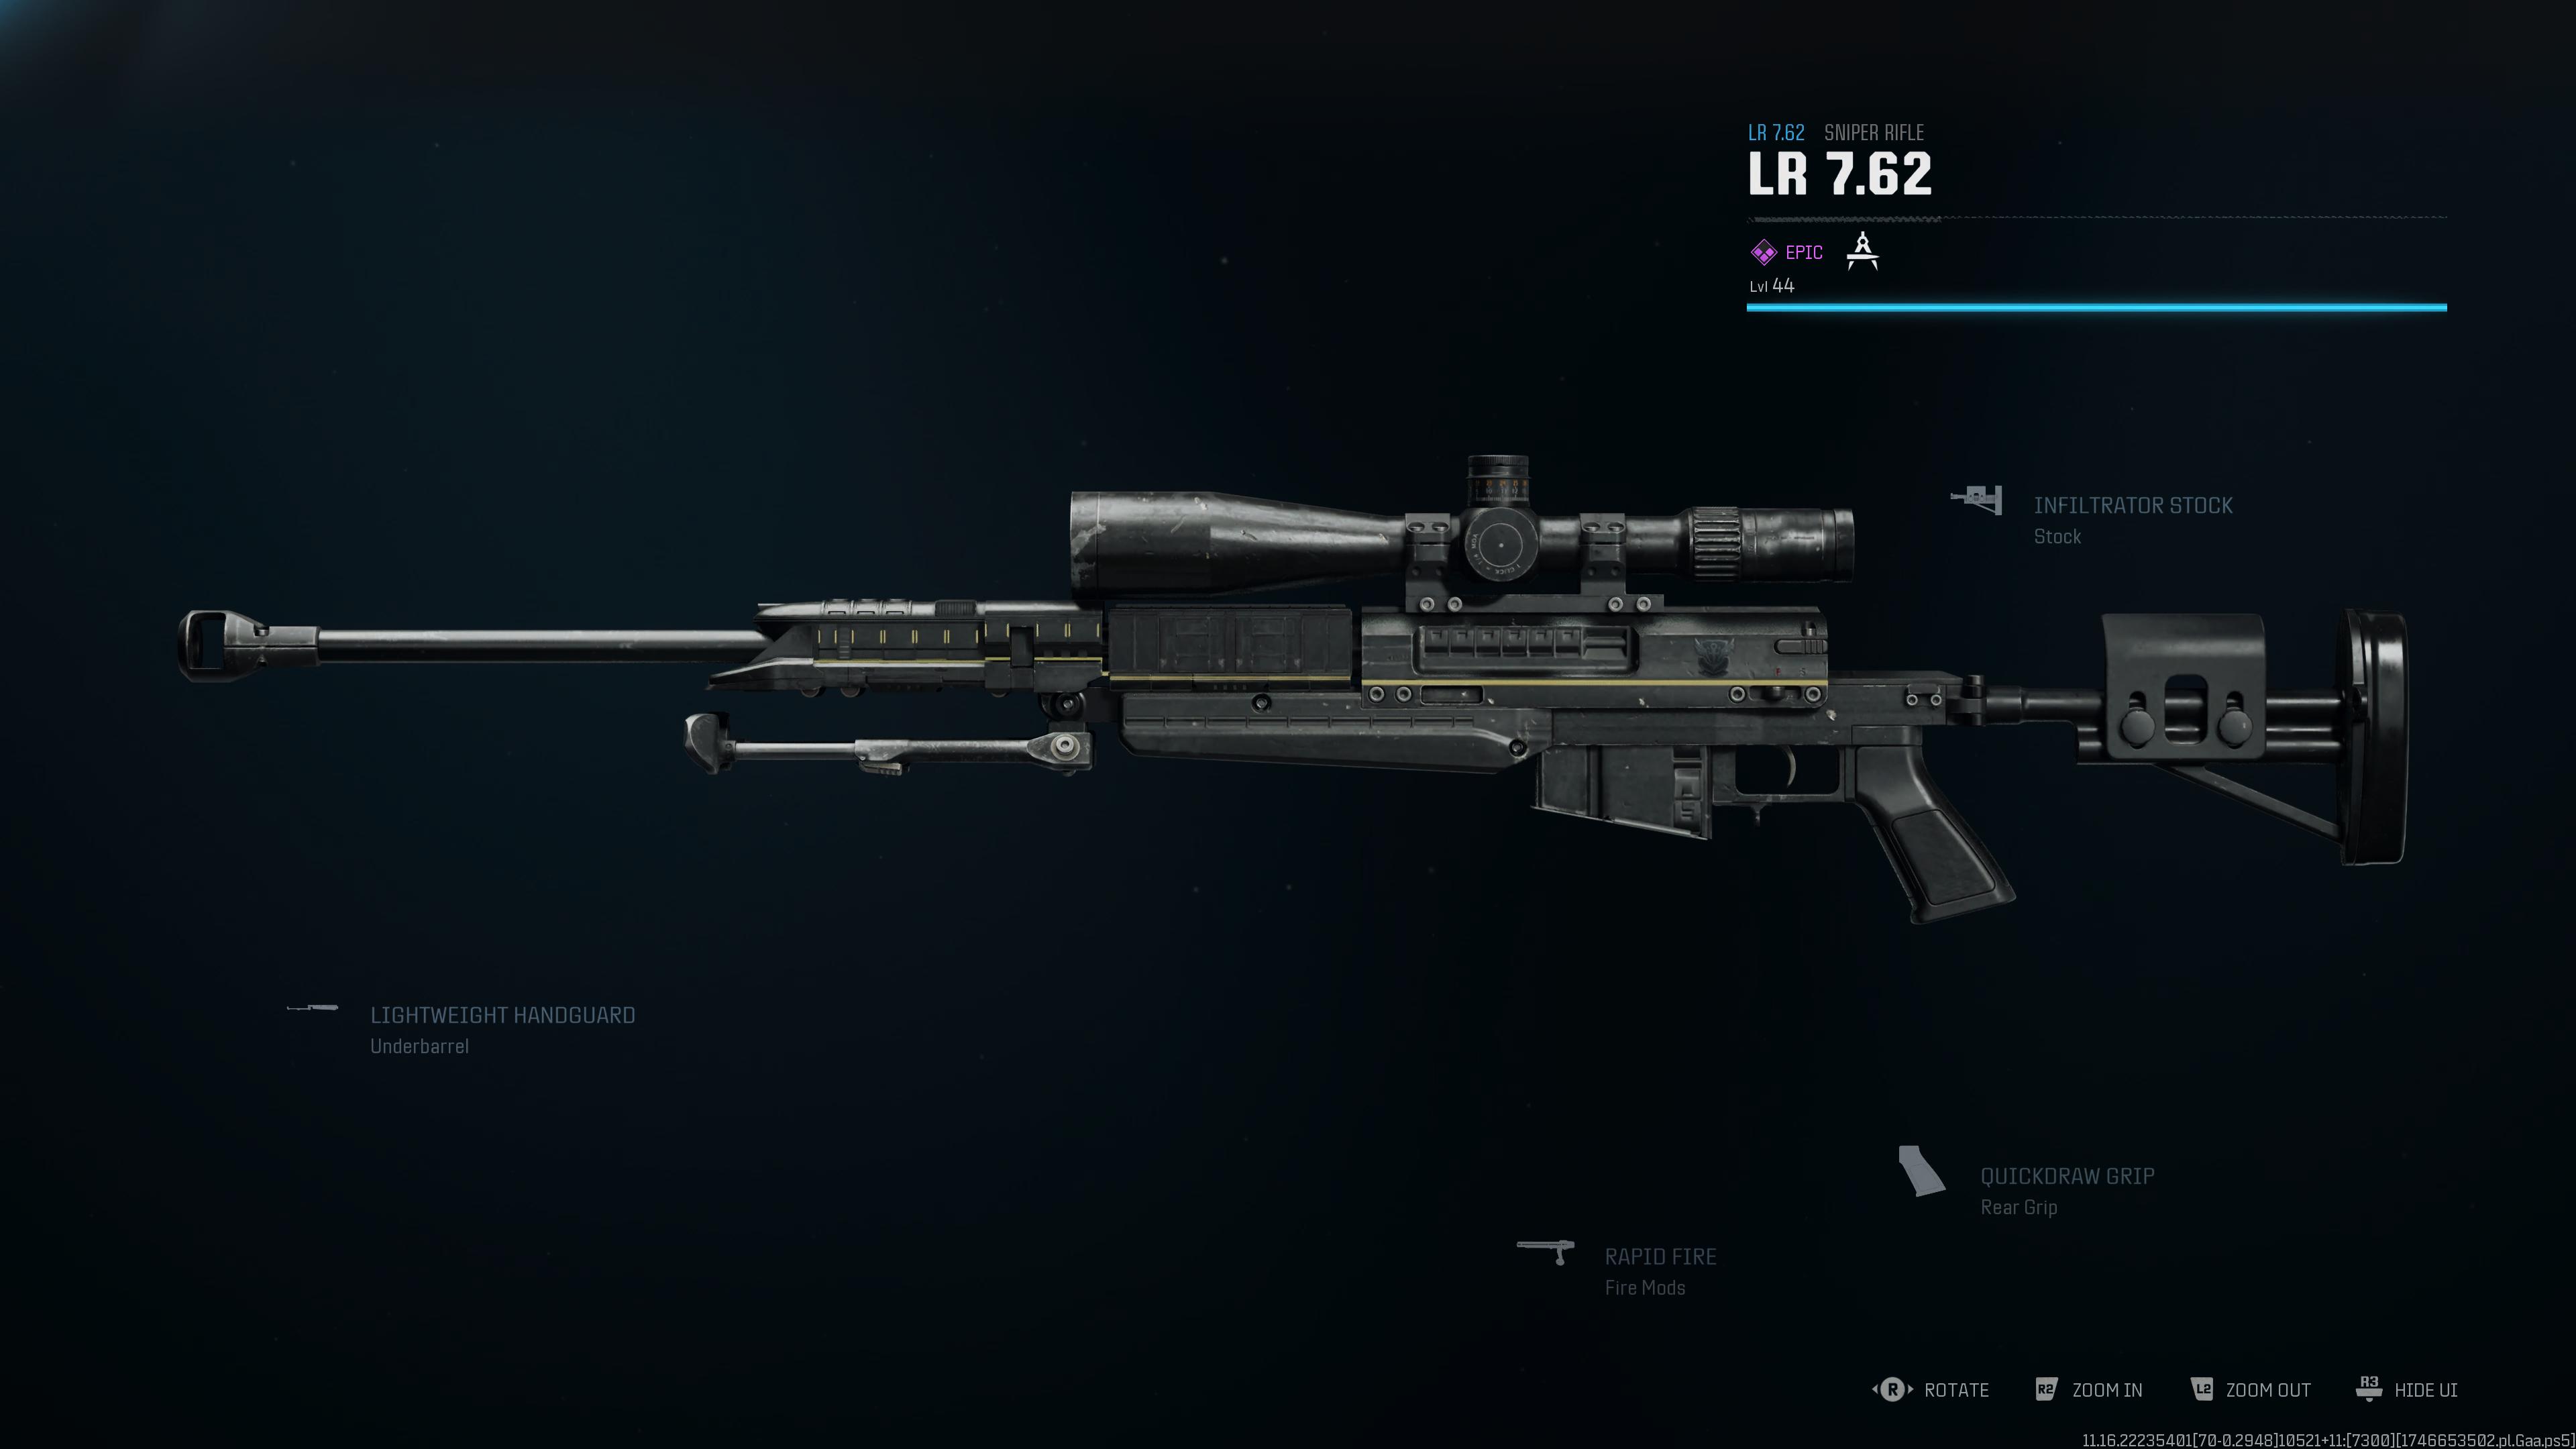 LR 7.62 SNIPER RIFLE
LR 7.62
EPIC
Lvl 44
INFILTRATOR STOCK
Stock
LIGHTWEIGHT HANDGUARD
Underbarrel
QUICKDRAW GRIP
Rear Grip
RAPID FIRE
Fire Mods
R ROTATE
R2 ZOOM IN
L2 ZOOM OUT
R3 HIDE UI
11.16.22235401[70-0.2948]10521+11:[7300][1746653502.pl.Gaa.ps5]